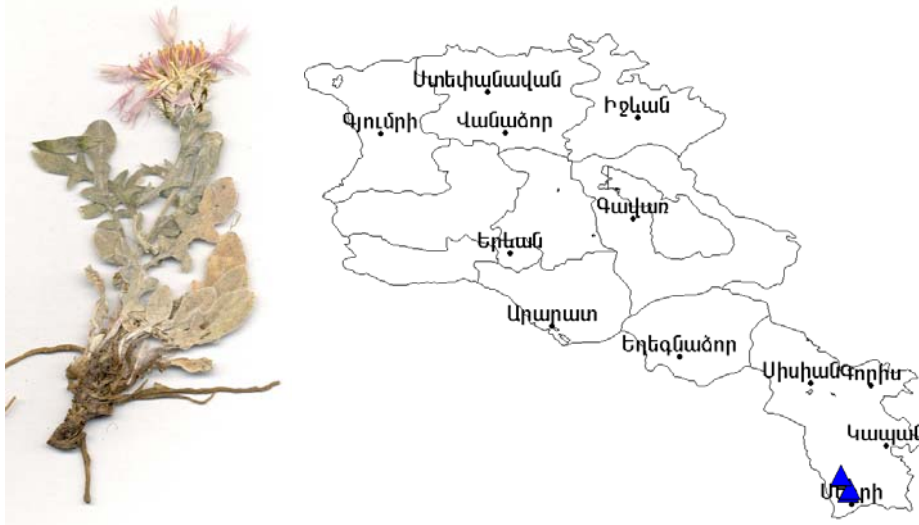 Ստեփանավան
Իջևան
Գյումրի
Վանաձոր
Գավառ
Երևան
Արարատ
Եղեգնաձոր
Սիսիան
Գորիս
Կապան